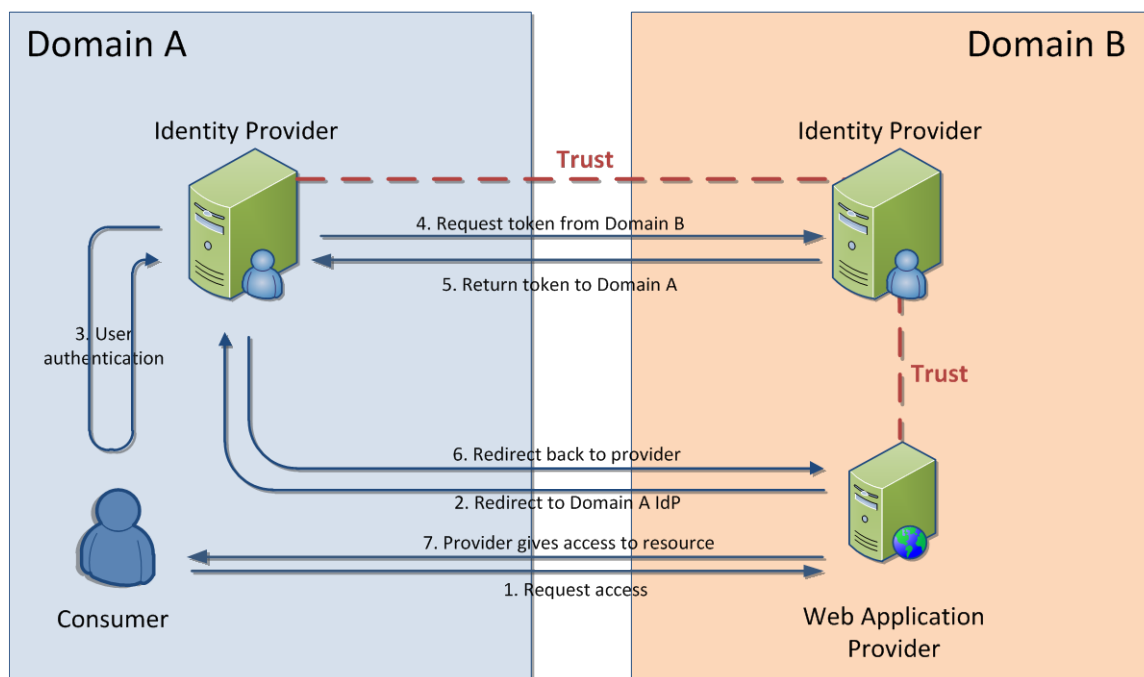 Domain A
Domain B
Identity Provider
Identity Provider
Trust
4. Request token from Domain B
5. Return token to Domain A
3. User
authentication
Trust
6. Redirect back to provider
2. Redirect to Domain A IdP
7. Provider gives access to resource
1. Request access
Consumer
Web Application
Provider